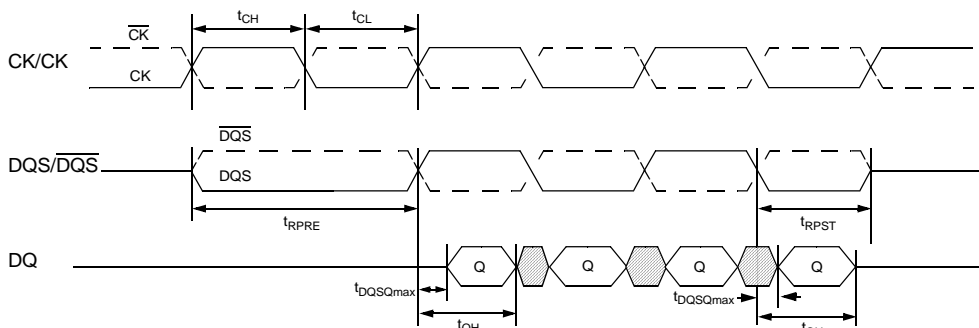 tCH
tCL
CK
CK/CK
CK
DQS
DQS/DQS
DQS
tRPRE
tRPST
DQ
Q
Q
Q
Q
tDQSQmax
tDQSQmax
tQH